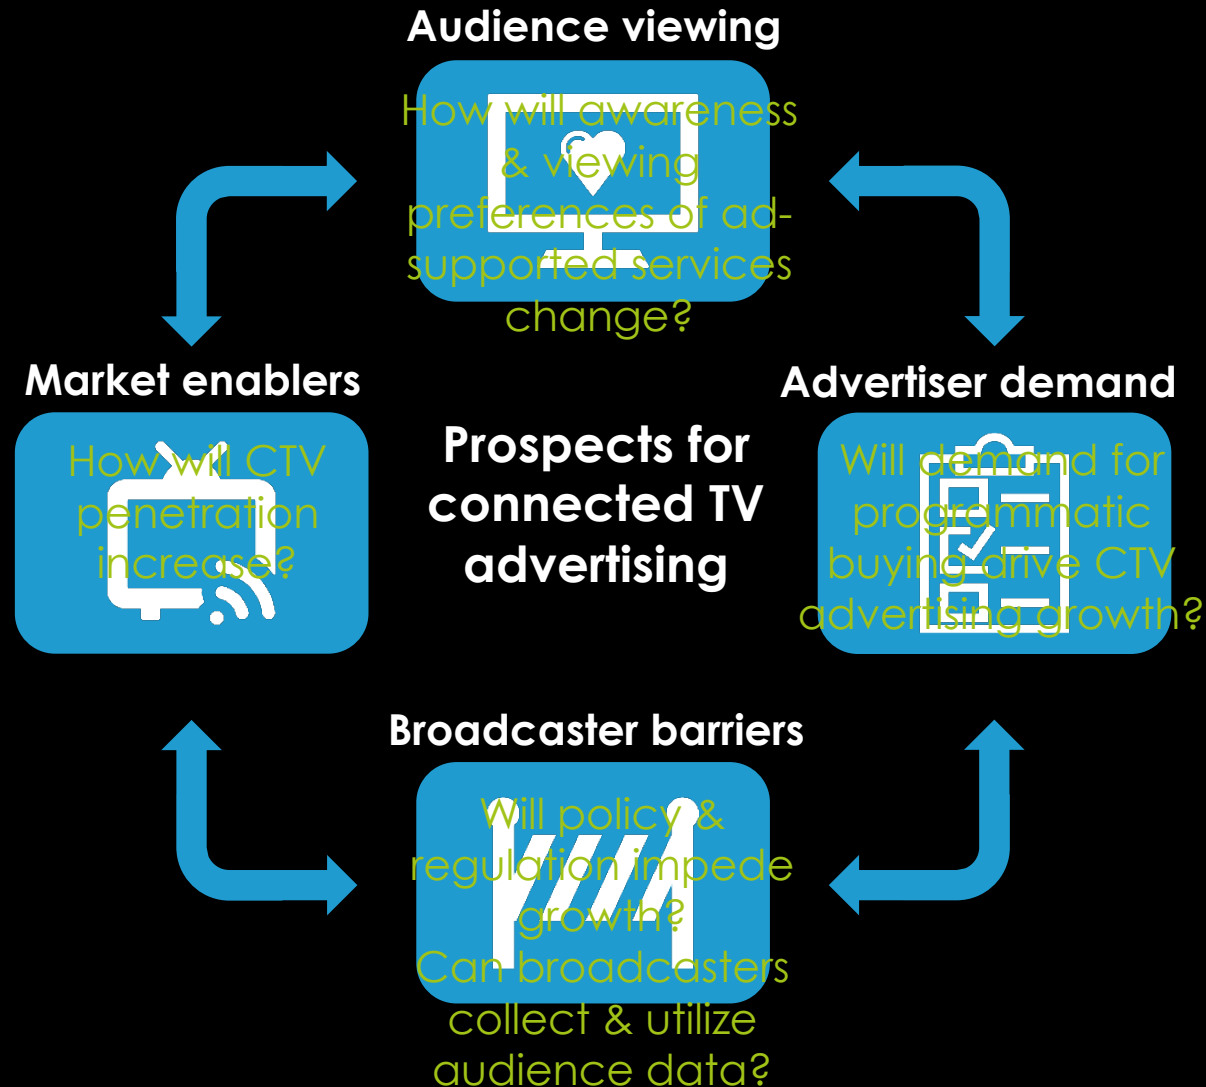 Audience viewing
How will awareness
& viewing
preferences of ad-
supported services
change?
Market enablers
How will CTV
penetration
increase?
Prospects for
connected TV
advertising
Advertiser demand
Will demand for
programmatic
buying drive CTV
advertising growth?
Broadcaster barriers
Will policy &
regulation impede
growth?
Can broadcasters
collect & utilize
audience data?